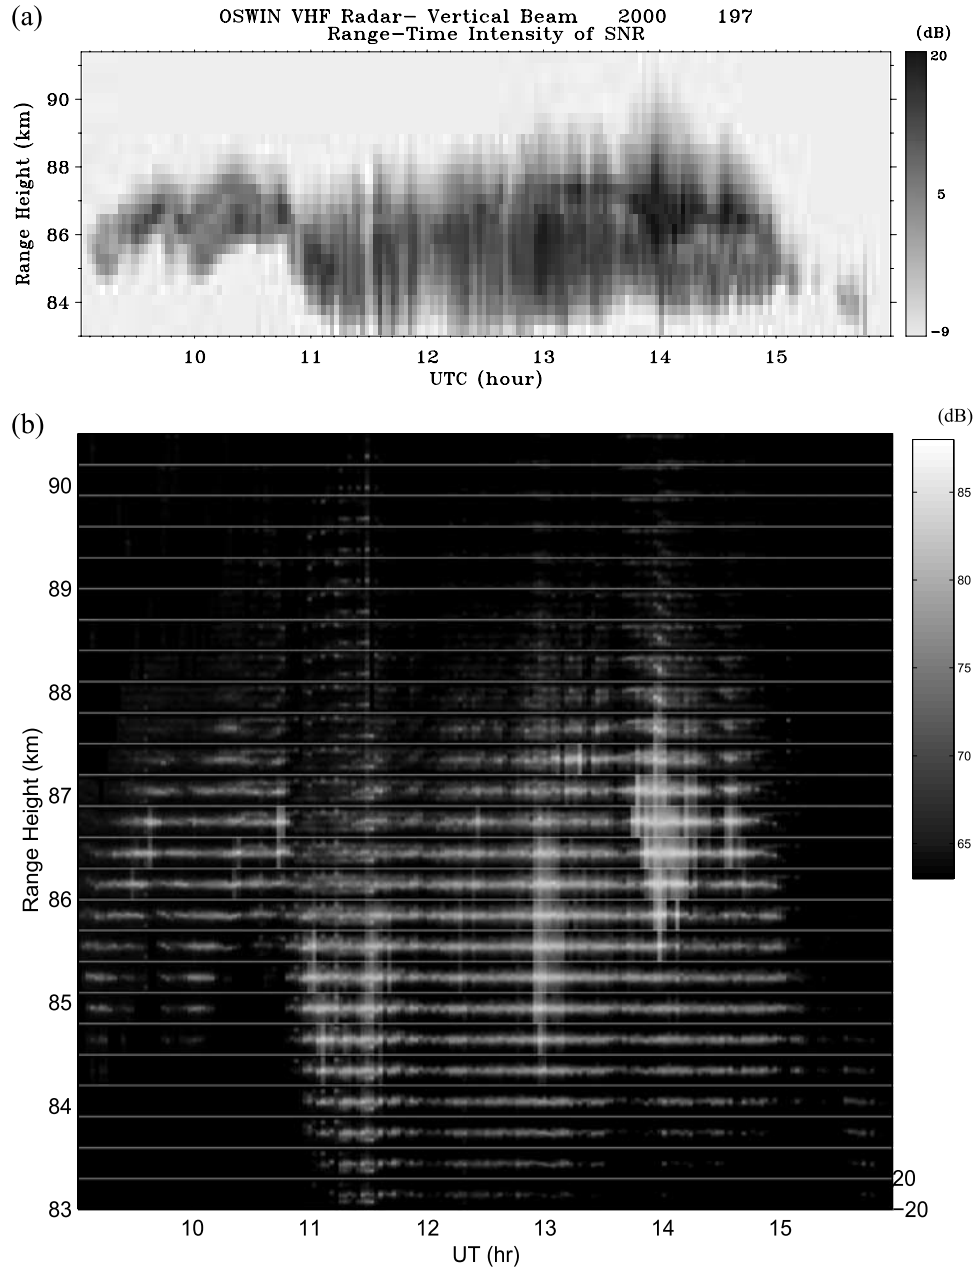 (a)
OSWIN VHF Radar- Vertical Beam 2000 197
Range-Time Intensity of SNR
(dB)
20
5
-9
Range Height (km)
90
88
86
84
10 11 12 13 14 15
UTC (hour)
(b)
(dB)
85
80
75
70
65
Range Height (km)
90
89
88
87
86
85
84
83
20
-20
10 11 12 13 14 15
UT (hr)